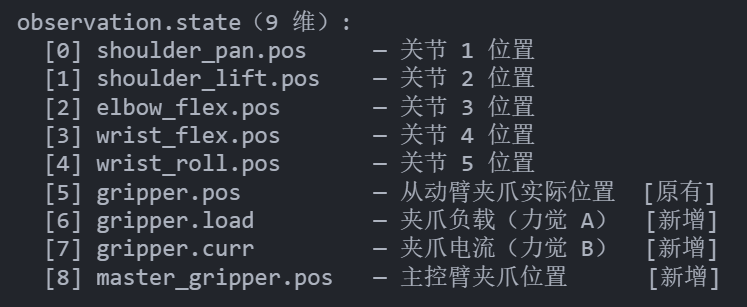 observation.state（9 维）:
[0] shoulder_pan.pos — 关节 1 位置
[1] shoulder_lift.pos — 关节 2 位置
[2] elbow_flex.pos — 关节 3 位置
[3] wrist_flex.pos — 关节 4 位置
[4] wrist_roll.pos — 关节 5 位置
[5] gripper.pos — 从动臂夹爪实际位置 [原有]
[6] gripper.load — 夹爪负载（力觉 A） [新增]
[7] gripper.curr — 夹爪电流（力觉 B） [新增]
[8] master_gripper.pos — 主控臂夹爪位置 [新增]